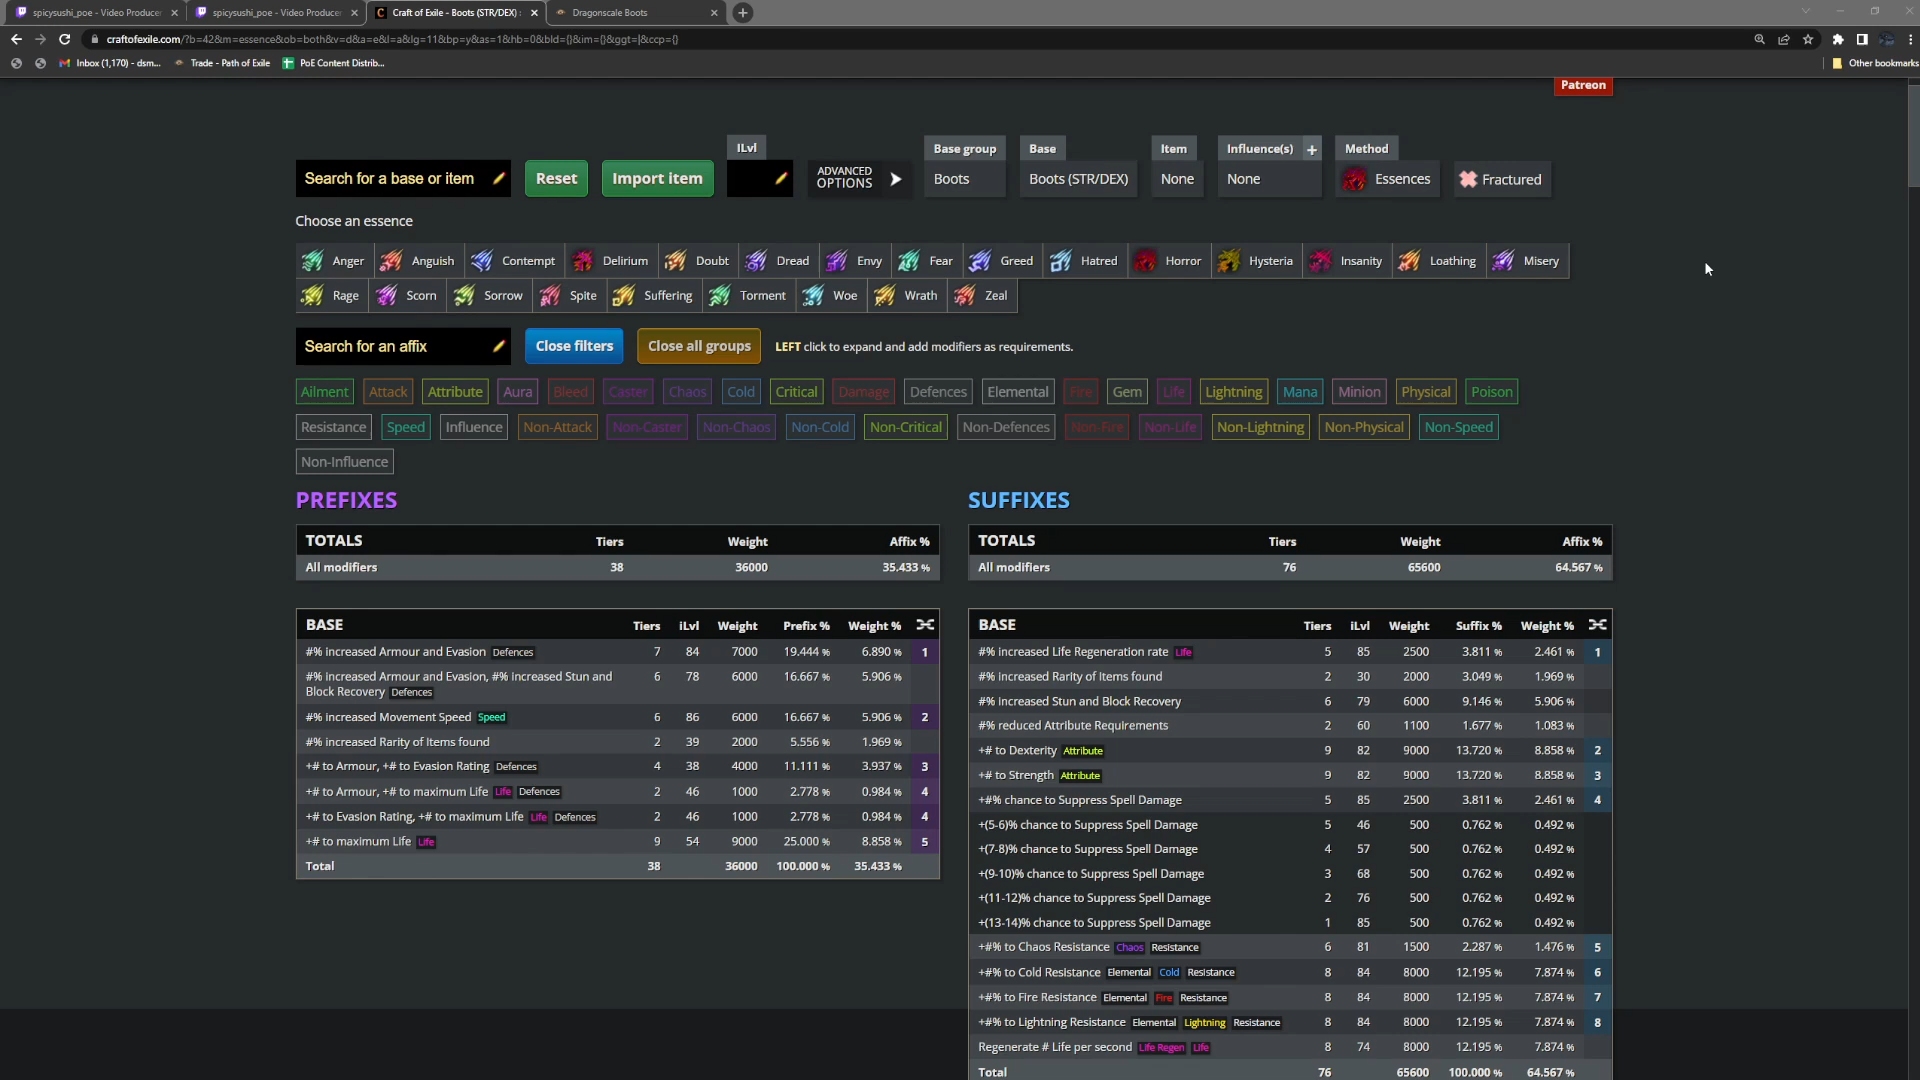 spicysushi_poe - Video Producer
spicysushi_poe - Video Producer
Craft of Exile - Boots (STR/DEX) :
Dragonscale Boots
craftofexile.com/?b=42&m=essence&ob=both&v=d&a=e&l=a&lg=11&bp=y&as=1&hb=0&bld={}&im={}&ggt=|&ccp={}
Inbox (1,170) - dsm...
Trade - Path of Exile
PoE Content Distrib...
Other bookmarks
Patreon
ILvl
Base group
Base
Item
Influence(s) +
Method
Search for a base or item
Reset
Import item
ADVANCED OPTIONS
Boots
Boots (STR/DEX)
None
None
Essences
Fractured
Choose an essence
Anger Anguish Contempt Delirium Doubt Dread Envy Fear Greed Hatred Horror Hysteria Insanity Loathing Misery
Rage Scorn Sorrow Spite Suffering Torment Woe Wrath Zeal
Search for an affix
Close filters
Close all groups
LEFT click to expand and add modifiers as requirements.
Ailment Attack Attribute Aura Bleed Caster Chaos Cold Critical Damage Defences Elemental Fire Gem Life Lightning Mana Minion Physical Poison
Resistance Speed Influence Non-Attack Non-Caster Non-Chaos Non-Cold Non-Critical Non-Defences Non-Fire Non-Life Non-Lightning Non-Physical Non-Speed
Non-Influence
PREFIXES
TOTALS Tiers Weight Affix %
All modifiers 38 36000 35.433 %
BASE Tiers iLvl Weight Prefix % Weight %
#% increased Armour and Evasion Defences 7 84 7000 19.444 % 6.890 % 1
#% increased Armour and Evasion, #% increased Stun and
Block Recovery Defences 6 78 6000 16.667 % 5.906 %
#% increased Movement Speed Speed 6 86 6000 16.667 % 5.906 % 2
#% increased Rarity of Items found 2 39 2000 5.556 % 1.969 %
+# to Armour, +# to Evasion Rating Defences 4 38 4000 11.111 % 3.937 % 3
+# to Armour, +# to maximum Life Life Defences 2 46 1000 2.778 % 0.984 % 4
+# to Evasion Rating, +# to maximum Life Life Defences 2 46 1000 2.778 % 0.984 % 4
+# to maximum Life Life 9 54 9000 25.000 % 8.858 % 5
Total 38 36000 100.000 % 35.433 %
SUFFIXES
TOTALS Tiers Weight Affix %
All modifiers 76 65600 64.567 %
BASE Tiers iLvl Weight Suffix % Weight %
#% increased Life Regeneration rate Life 5 85 2500 3.811 % 2.461 % 1
#% increased Rarity of Items found 2 30 2000 3.049 % 1.969 %
#% increased Stun and Block Recovery 6 79 6000 9.146 % 5.906 %
#% reduced Attribute Requirements 2 60 1100 1.677 % 1.083 %
+# to Dexterity Attribute 9 82 9000 13.720 % 8.858 % 2
+# to Strength Attribute 9 82 9000 13.720 % 8.858 % 3
+#% chance to Suppress Spell Damage 5 85 2500 3.811 % 2.461 % 4
+(5-6)% chance to Suppress Spell Damage 5 46 500 0.762 % 0.492 %
+(7-8)% chance to Suppress Spell Damage 4 57 500 0.762 % 0.492 %
+(9-10)% chance to Suppress Spell Damage 3 68 500 0.762 % 0.492 %
+(11-12)% chance to Suppress Spell Damage 2 76 500 0.762 % 0.492 %
+(13-14)% chance to Suppress Spell Damage 1 85 500 0.762 % 0.492 %
+#% to Chaos Resistance Chaos Resistance 6 81 1500 2.287 % 1.476 % 5
+#% to Cold Resistance Elemental Cold Resistance 8 84 8000 12.195 % 7.874 % 6
+#% to Fire Resistance Elemental Fire Resistance 8 84 8000 12.195 % 7.874 % 7
+#% to Lightning Resistance Elemental Lightning Resistance 8 84 8000 12.195 % 7.874 % 8
Regenerate # Life per second Life Regen Life 8 74 8000 12.195 % 7.874 %
Total 76 65600 100.000 % 64.567 %